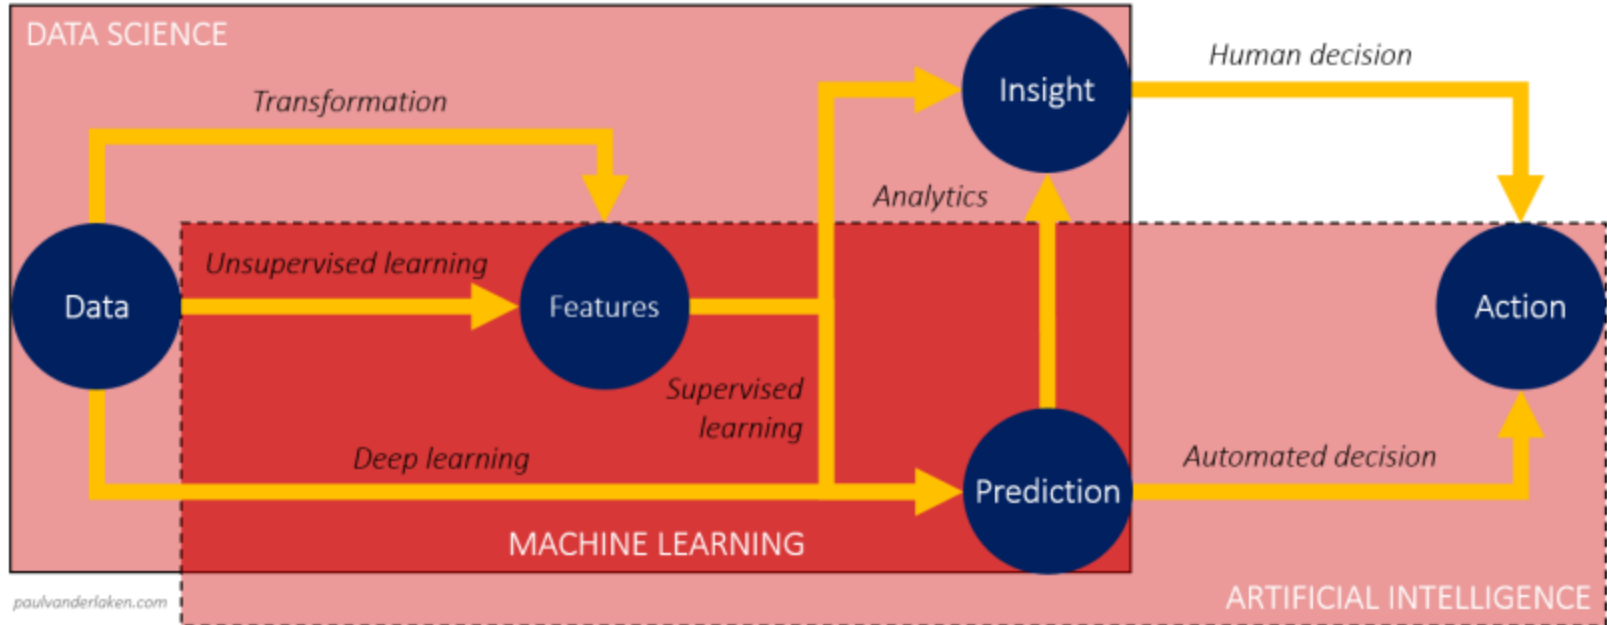 DATA SCIENCE
Transformation
Insight
Human decision
Analytics
Unsupervised learning
Data
Features
Action
Supervised
learning
Deep learning
Prediction
Automated decision
MACHINE LEARNING
paulvanderlaken.com
ARTIFICIAL INTELLIGENCE